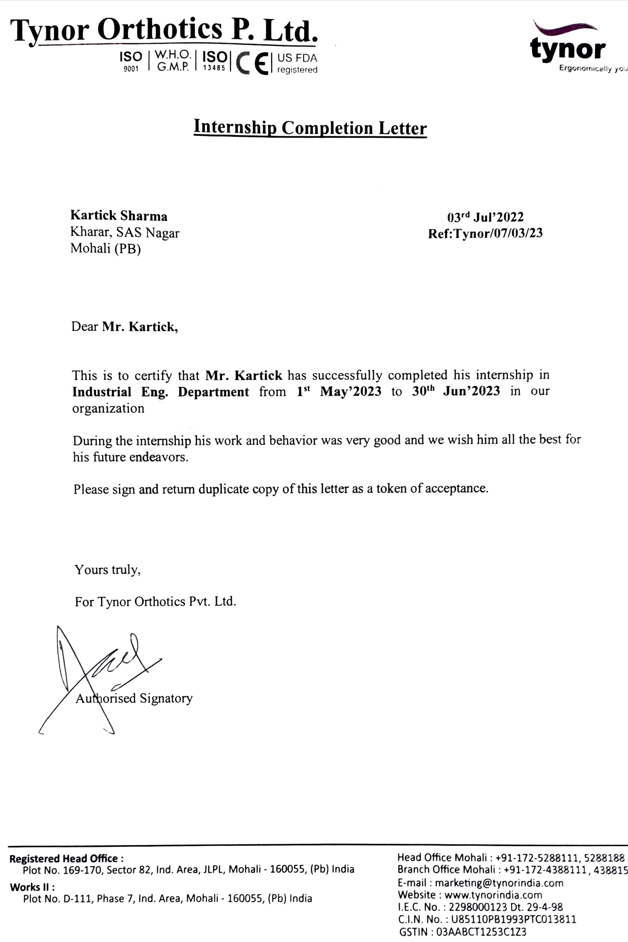 Tynor Orthotics P. Ltd.
ISO 9001 | W.H.O. G.M.P. | ISO 13485 | CE | US FDA registered
tynor
Ergonomically you
Internship Completion Letter
Kartick Sharma
03rd Jul'2022
Kharar, SAS Nagar
Ref:Tynor/07/03/23
Mohali (PB)
Dear Mr. Kartick,
This is to certify that Mr. Kartick has successfully completed his internship in
Industrial Eng. Department from 1st May'2023 to 30th Jun'2023 in our
organization
During the internship his work and behavior was very good and we wish him all the best for
his future endeavors.
Please sign and return duplicate copy of this letter as a token of acceptance.
Yours truly,
For Tynor Orthotics Pvt. Ltd.
Authorised Signatory
Registered Head Office :
Plot No. 169-170, Sector 82, Ind. Area, JLPL, Mohali - 160055, (Pb) India
Works II :
Plot No. D-111, Phase 7, Ind. Area, Mohali - 160055, (Pb) India
Head Office Mohali : +91-172-5288111, 5288188
Branch Office Mohali : +91-172-4388111, 438815
E-mail : marketing@tynorindia.com
Website : www.tynorindia.com
I.E.C. No. : 2298000123 Dt. 29-4-98
C.I.N. No. : U85110PB1993PTC013811
GSTIN : 03AABCT1253C1Z3